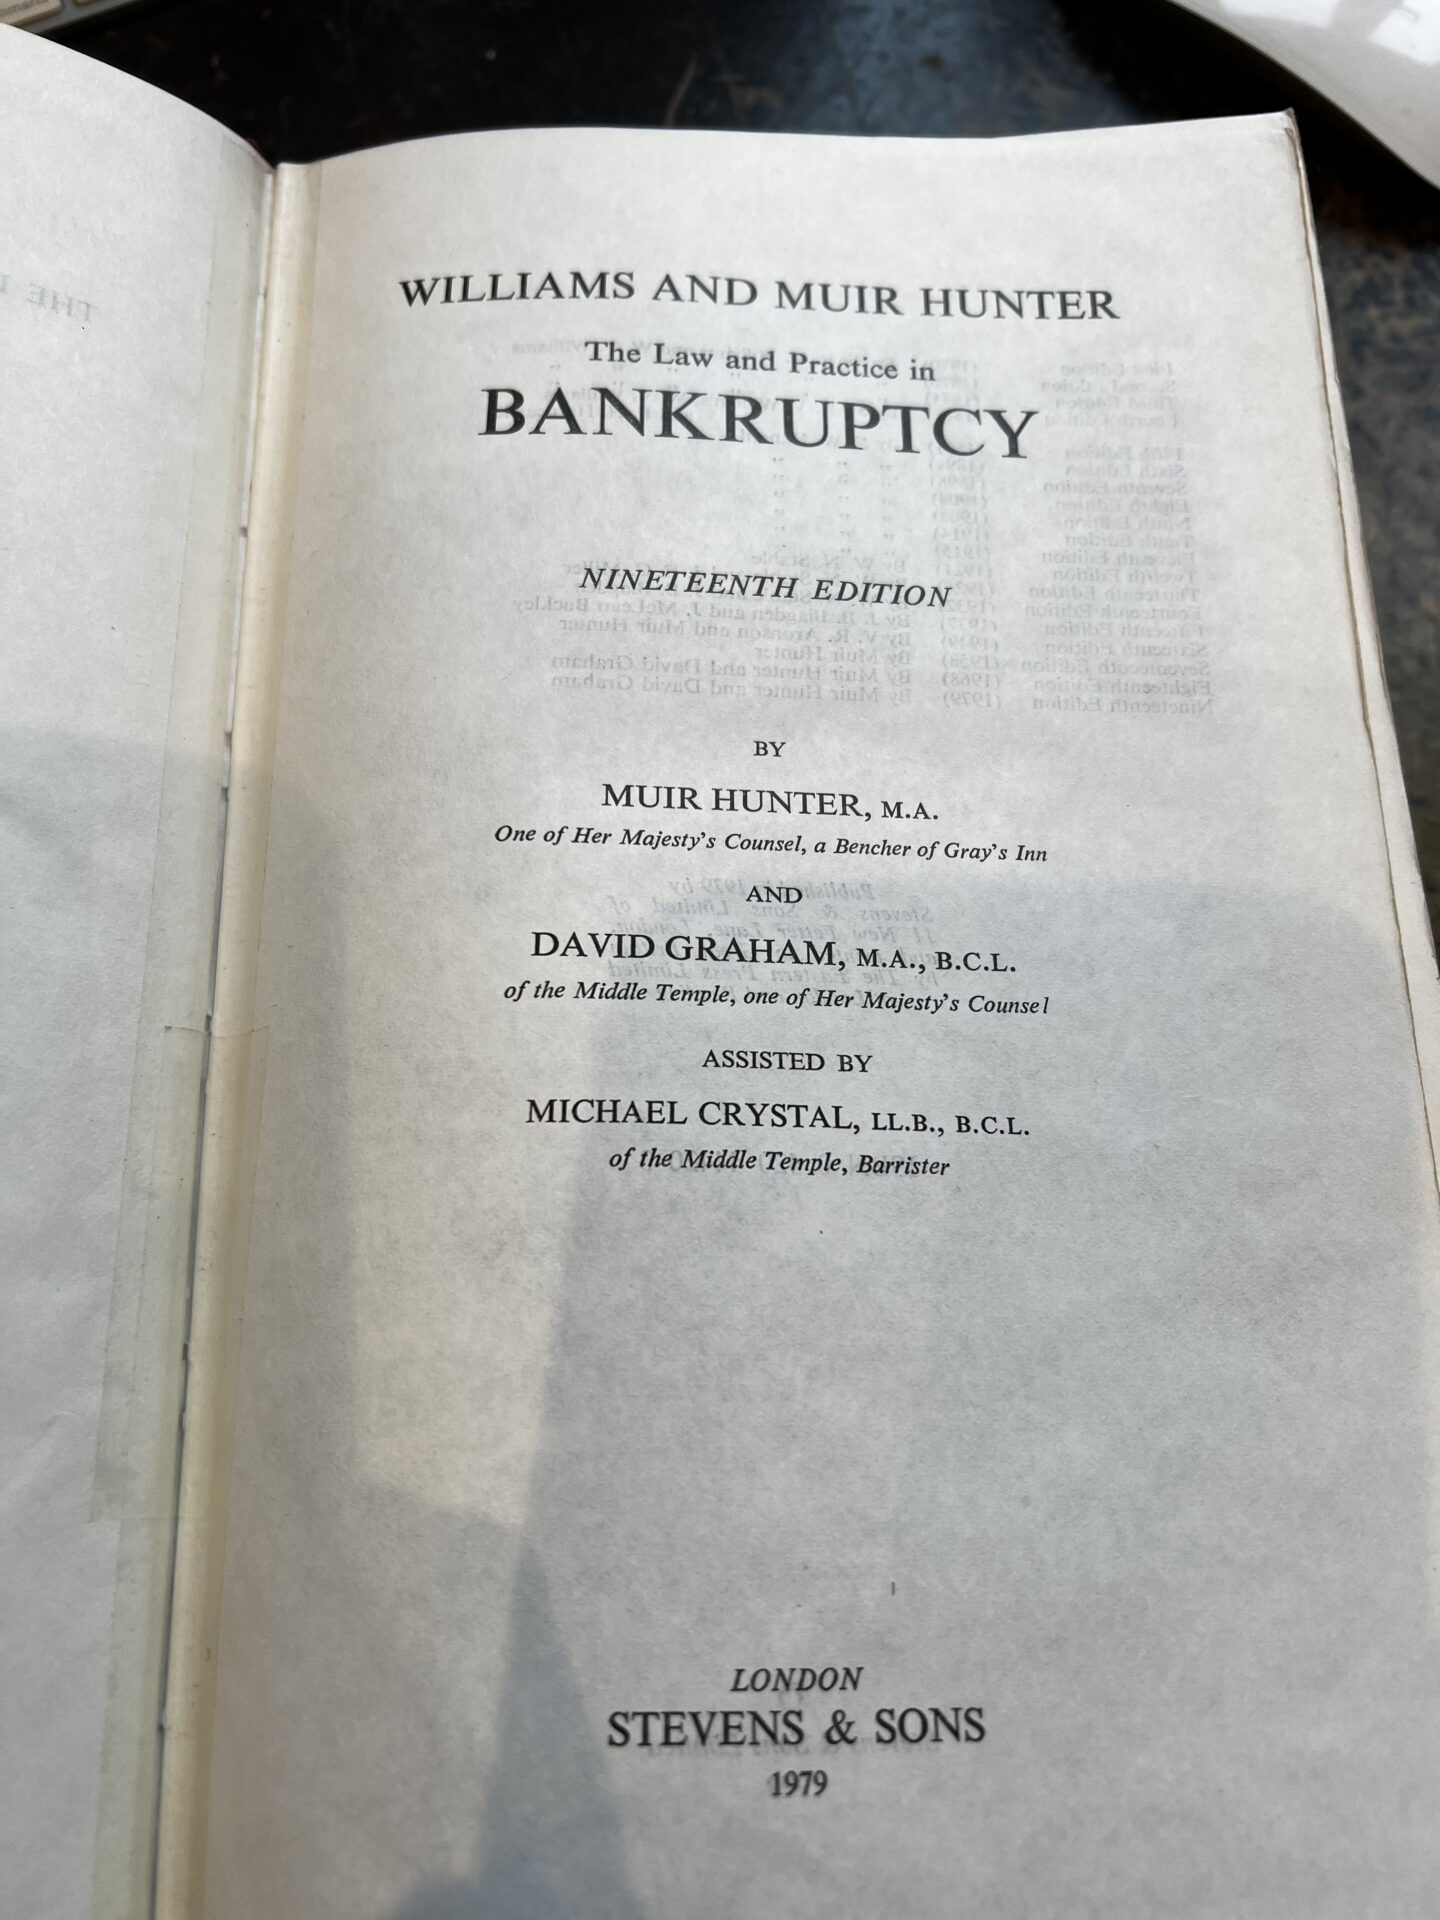 WILLIAMS AND MUIR HUNTER
The Law and Practice in
BANKRUPTCY
NINETEENTH EDITION
BY
MUIR HUNTER, M.A.
One of Her Majesty's Counsel, a Bencher of Gray's Inn
AND
DAVID GRAHAM, M.A., B.C.L.
of the Middle Temple, one of Her Majesty's Counsel
ASSISTED BY
MICHAEL CRYSTAL, LL.B., B.C.L.
of the Middle Temple, Barrister
LONDON
STEVENS & SONS
1979